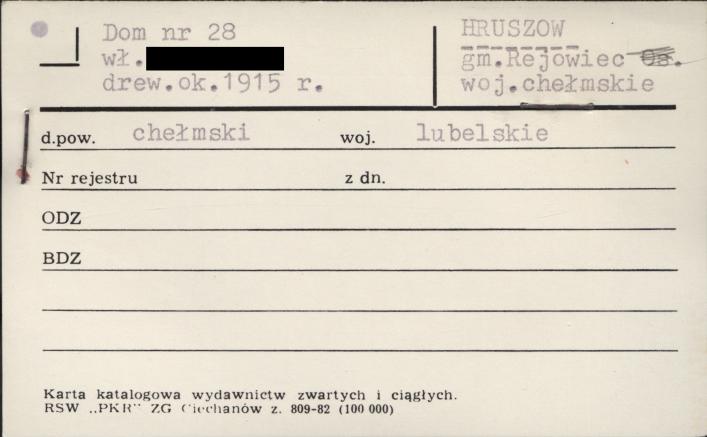 Dom nr 28
wł.
drew.ok.1915 r.
HRUSZOW
gm.Rejowiec Os.
woj.chełmskie
d.pow. chełmski woj. lubelskie
Nr rejestru z dn.
ODZ
BDZ
Karta katalogowa wydawnictw zwartych i ciągłych.
RSW „PKR" ZG Ciechanów z. 809-82 (100 000)